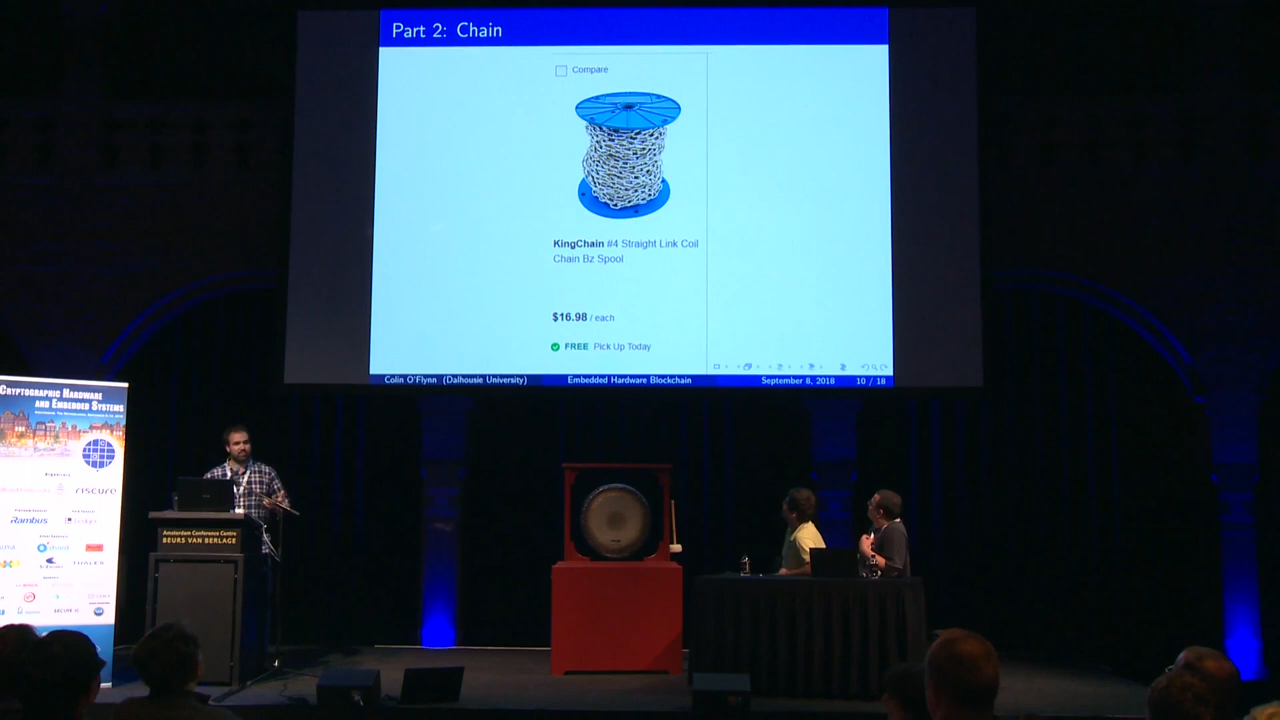 Part 2: Chain
Compare
KingChain #4 Straight Link Coil
Chain Bz Spool
$16.98 / each
FREE Pick Up Today
Colin O'Flynn (Dalhousie University)
Embedded Hardware Blockchain
September 8, 2018
10 / 18
Cryptographic Hardware
and Embedded Systems
riscure
Rambus
THALES
Amsterdam Conference Centre
BEURS VAN BERLAGE